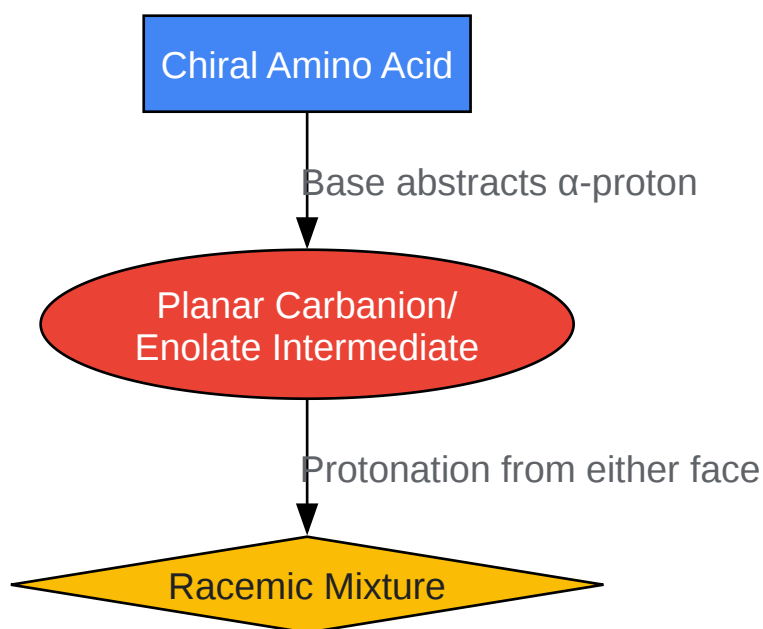 Chiral Amino Acid
Base abstracts α-proton
Planar Carbanion/
Enolate Intermediate
Protonation from either face
Racemic Mixture